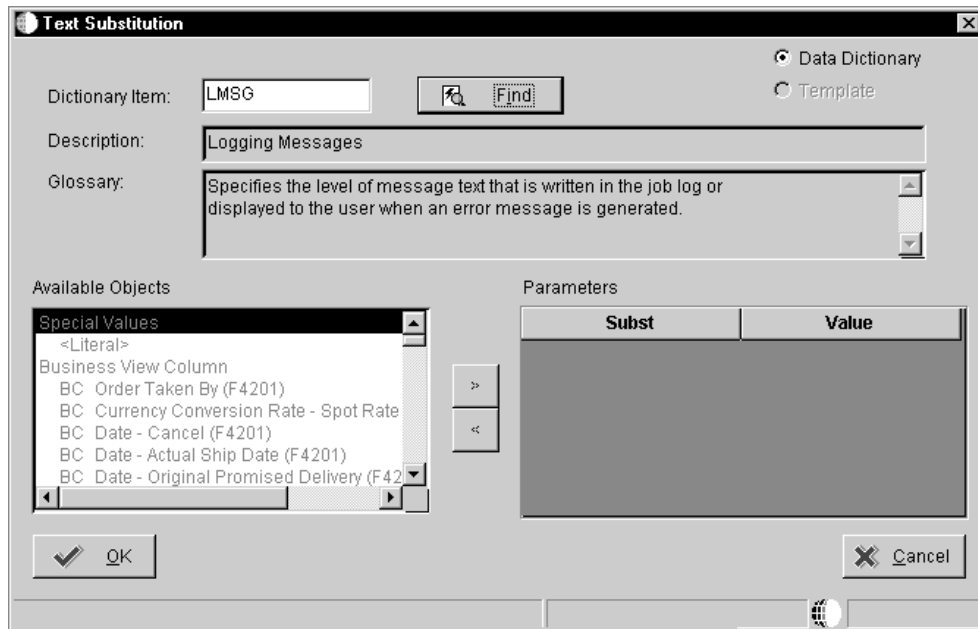 Text Substitution
Data Dictionary
Dictionary Item:
LMSG
Find
Template
Description:
Logging Messages
Glossary:
Specifies the level of message text that is written in the job log or
displayed to the user when an error message is generated.
Available Objects
Parameters
Special Values
<Literal>
Business View Column
BC Order Taken By (F4201)
BC Currency Conversion Rate - Spot Rate
BC Date - Cancel (F4201)
BC Date - Actual Ship Date (F4201)
BC Date - Original Promised Delivery (F42
Subst Value
>
<
OK
Cancel